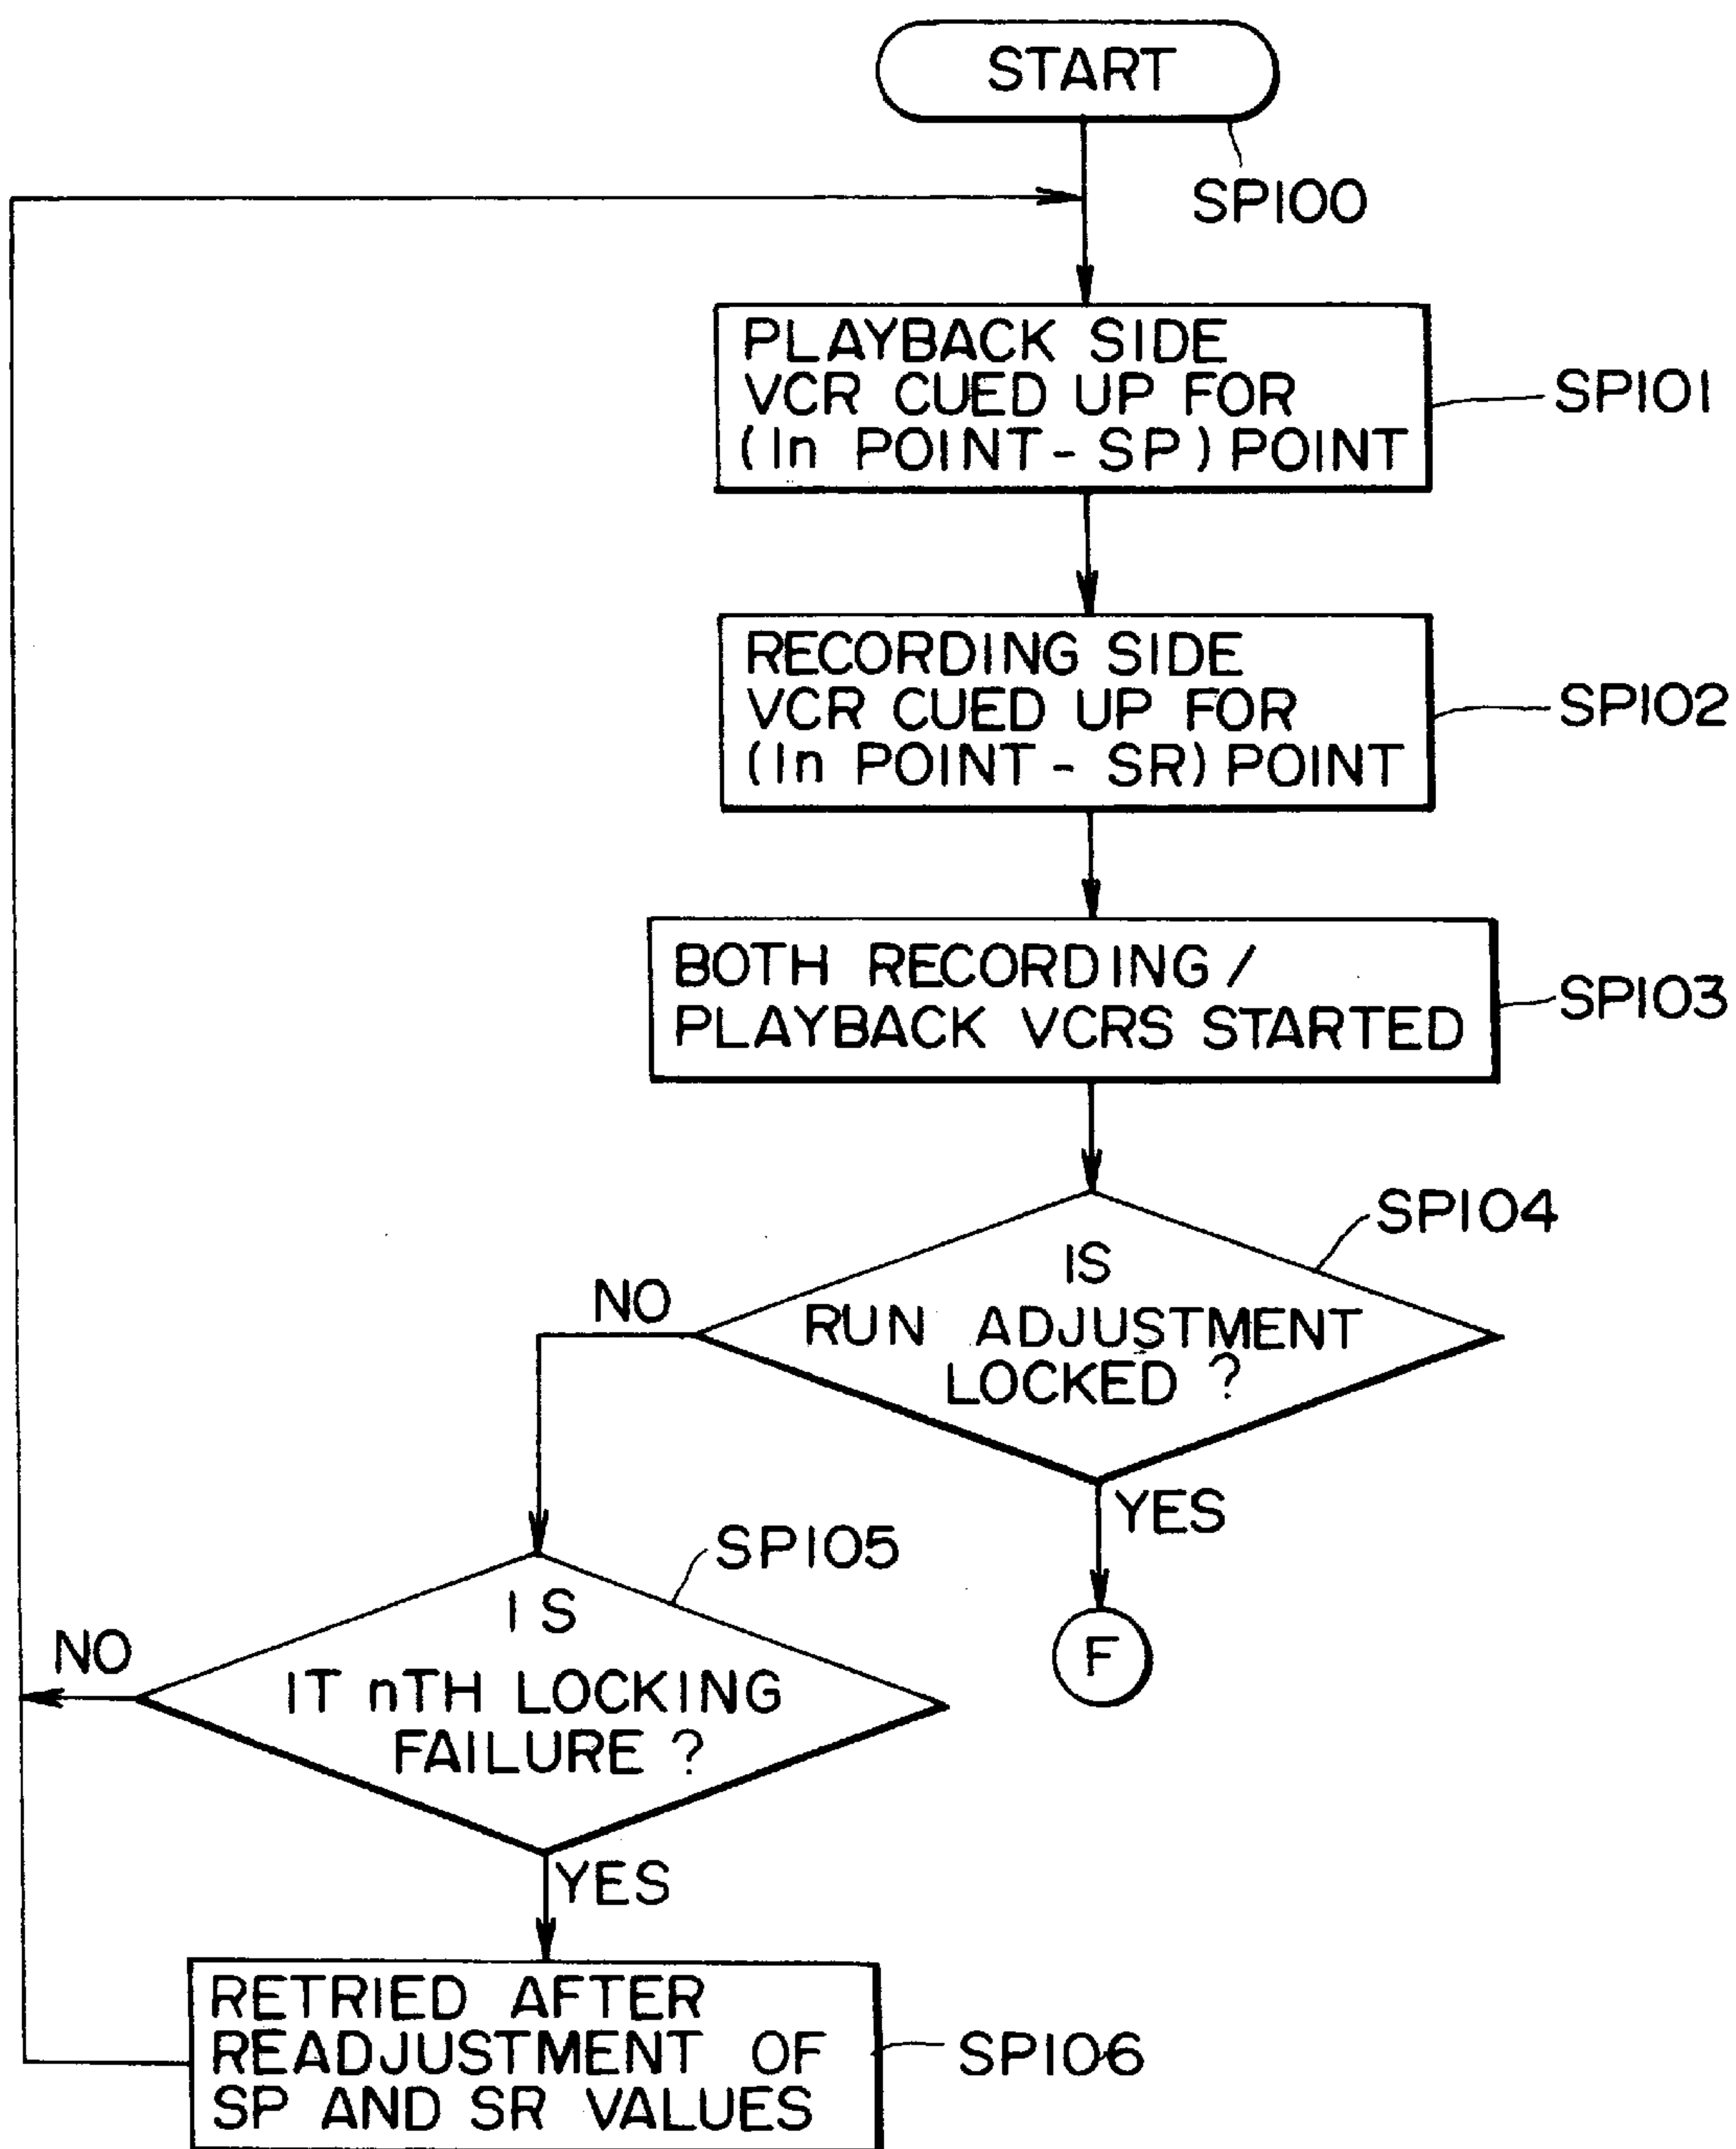 START
SP100
PLAYBACK SIDE
VCR CUED UP FOR
(In POINT - SP) POINT
SP101
RECORDING SIDE
VCR CUED UP FOR
(In POINT - SR) POINT
SP102
BOTH RECORDING /
PLAYBACK VCRS STARTED
SP103
SP104
IS
RUN ADJUSTMENT
LOCKED ?
NO
YES
F
SP105
IS
IT nTH LOCKING
FAILURE ?
NO
YES
RETRIED AFTER
READJUSTMENT OF
SP AND SR VALUES
SP106